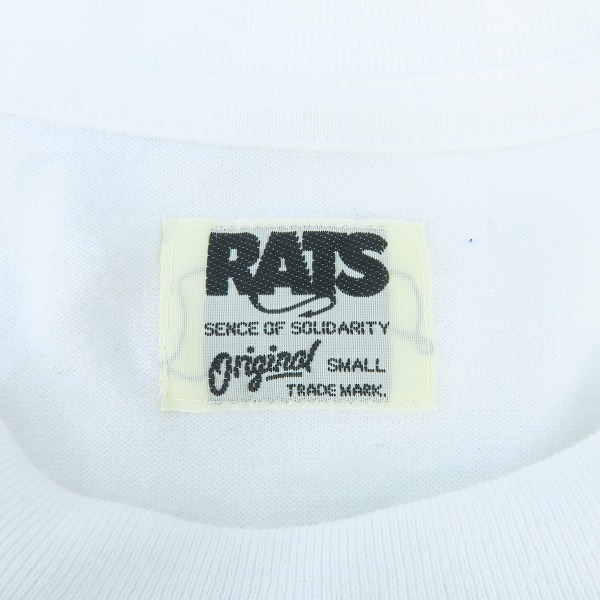 RATS
SENCE OF SOLIDARITY
Original SMALL
TRADE MARK.